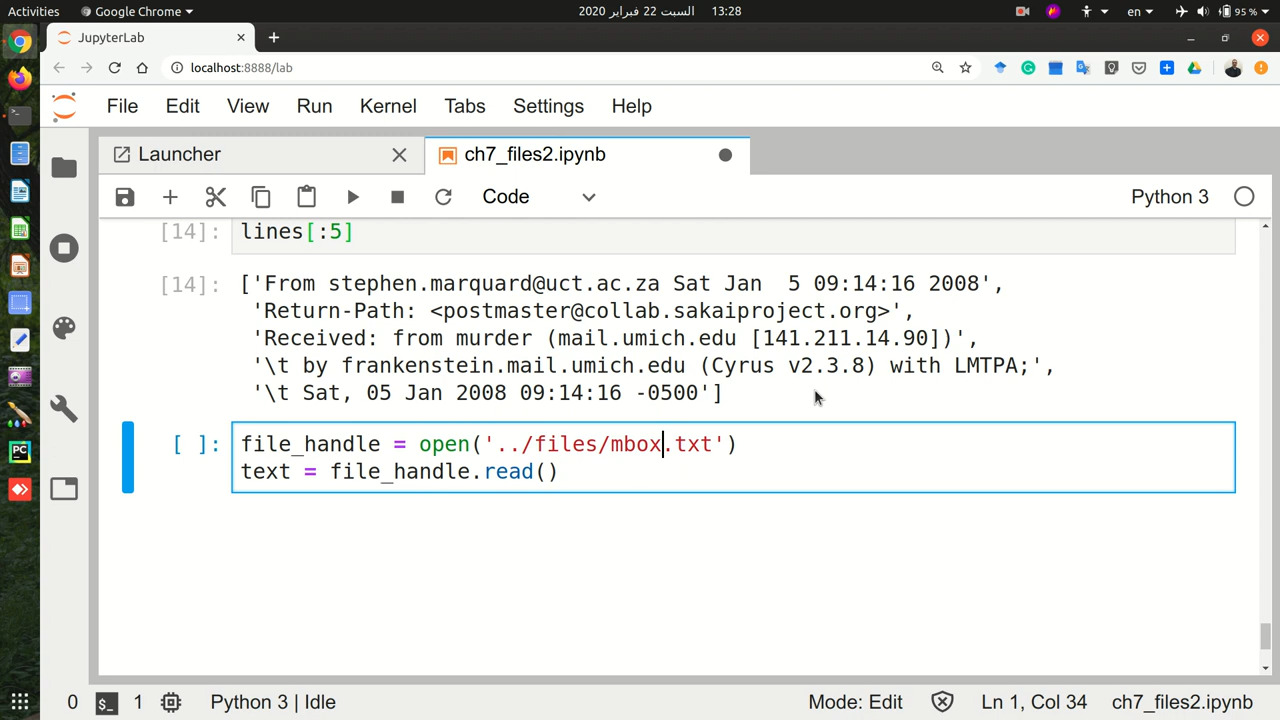 Activities Google Chrome 2020 السبت 22 فبراير 13:28 en 95 %
JupyterLab
localhost:8888/lab
File Edit View Run Kernel Tabs Settings Help
Launcher ch7_files2.ipynb
Code Python 3
[14]: lines[:5]
[14]: ['From stephen.marquard@uct.ac.za Sat Jan  5 09:14:16 2008',
'Return-Path: <postmaster@collab.sakaiproject.org>',
'Received: from murder (mail.umich.edu [141.211.14.90])',
'\t by frankenstein.mail.umich.edu (Cyrus v2.3.8) with LMTPA;',
'\t Sat, 05 Jan 2008 09:14:16 -0500']
[ ]: file_handle = open('../files/mbox.txt')
text = file_handle.read()
PC
0 $_ 1 Python 3 | Idle Mode: Edit Ln 1, Col 34 ch7_files2.ipynb